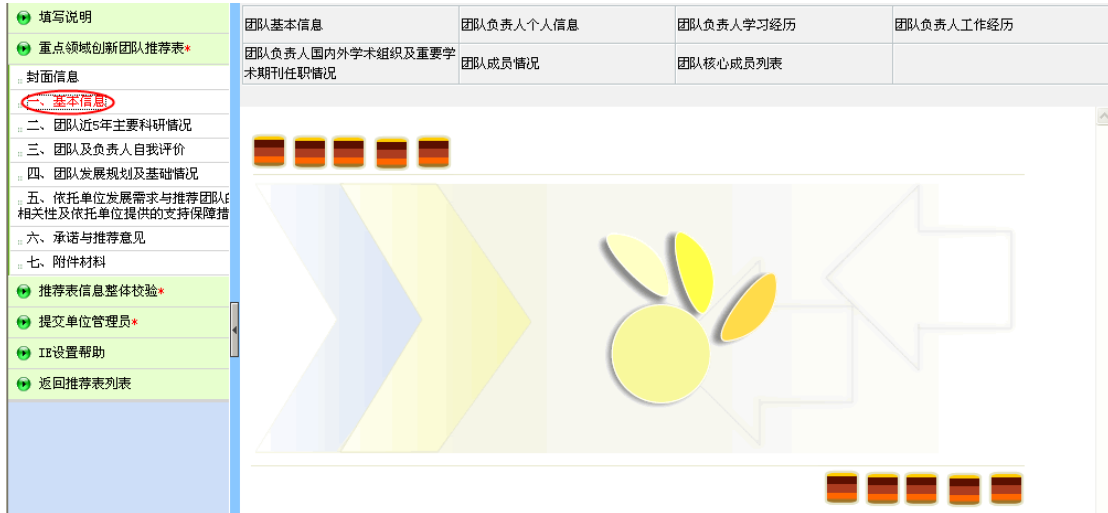 填写说明
重点领域创新团队推荐表*
封面信息
一、基本信息
二、团队近5年主要科研情况
三、团队及负责人自我评价
四、团队发展规划及基础情况
五、依托单位发展需求与推荐团队的
相关性及依托单位提供的支持保障措
六、承诺与推荐意见
七、附件材料
推荐表信息整体校验*
提交单位管理员*
IE设置帮助
返回推荐表列表
团队基本信息
团队负责人个人信息
团队负责人学习经历
团队负责人工作经历
团队负责人国内外学术组织及重要学
术期刊任职情况
团队成员情况
团队核心成员列表